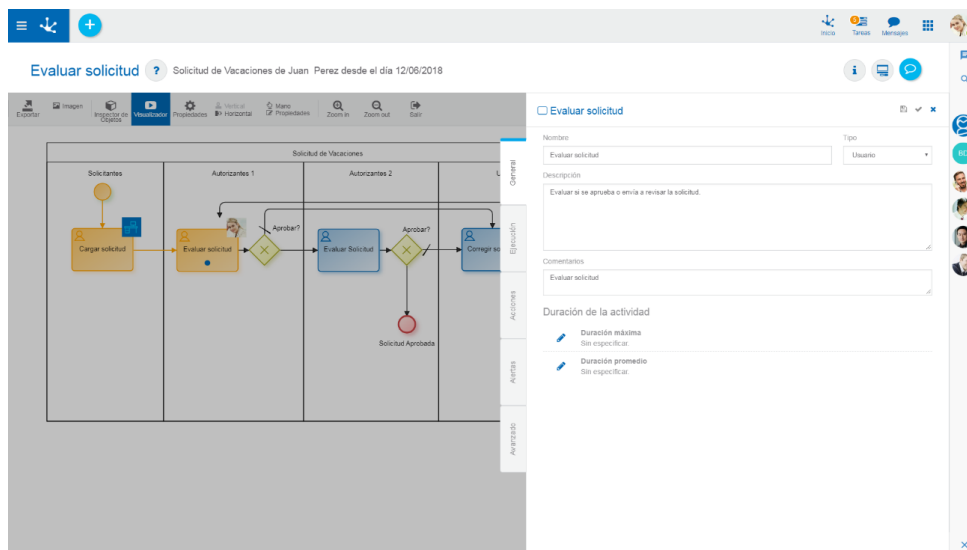 Inicio
Tareas
Mensajes
Evaluar solicitud ? Solicitud de Vacaciones de Juan Perez desde el día 12/06/2018
Exportar
Imagen
Inspector de Objetos
Visualizador
Propiedades
Vertical
Horizontal
Mano
Propiedades
Zoom in
Zoom out
Salir
Solicitud de Vacaciones
Solicitantes
Autorizantes 1
Autorizantes 2
U
Cargar solicitud
Evaluar solicitud
Aprobar?
Evaluar Solicitud
Aprobar?
Corregir so
Solicitud Aprobada
General
Ejecución
Acciones
Alertas
Avanzado
Evaluar solicitud
Nombre
Tipo
Evaluar solicitud
Usuario
Descripción
Evaluar si se aprueba o envía a revisar la solicitud.
Comentarios
Evaluar solicitud
Duración de la actividad
Duración máxima
Sin especificar.
Duración promedio
Sin especificar.